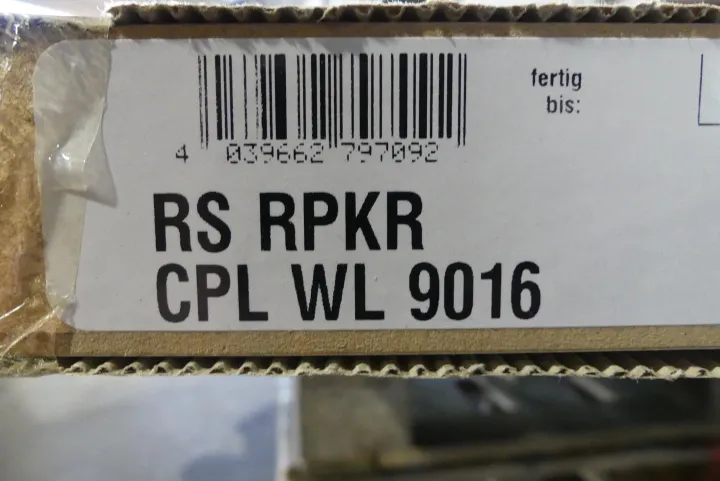 fertig
bis:
4 039662 797092
RS RPKR
CPL WL 9016